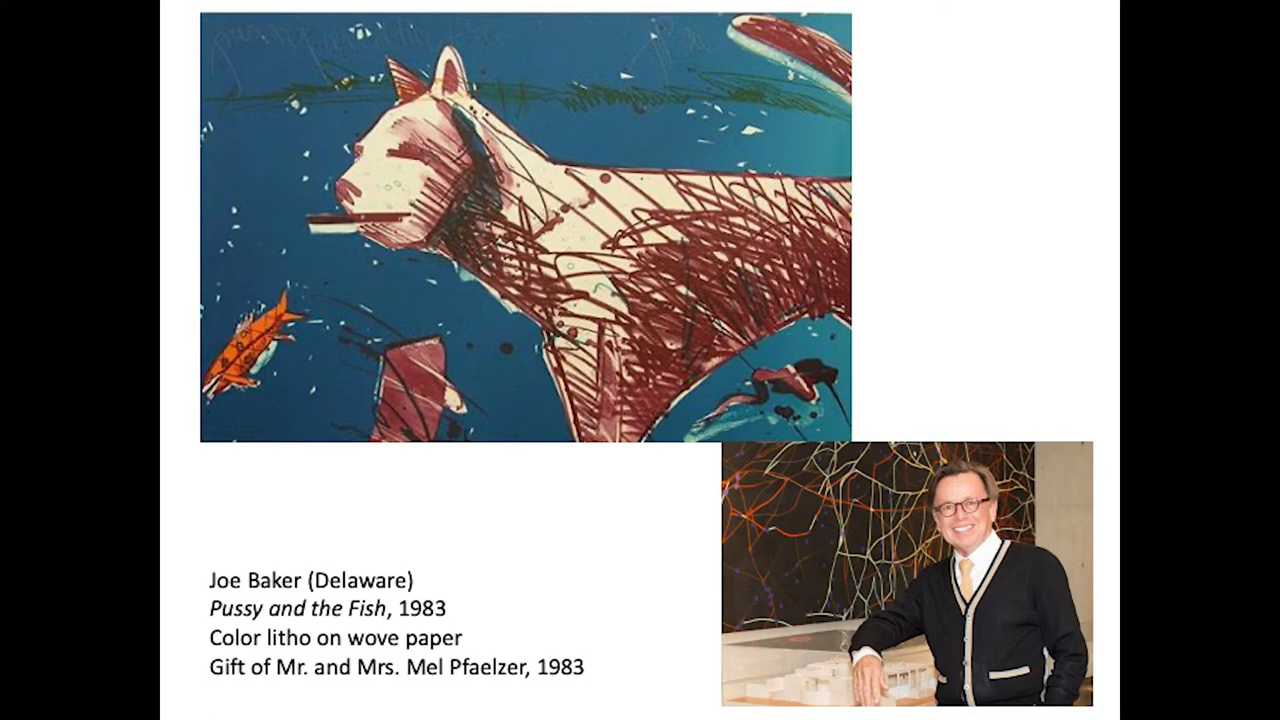 Joe Baker (Delaware)
Pussy and the Fish, 1983
Color litho on wove paper
Gift of Mr. and Mrs. Mel Pfaelzer, 1983